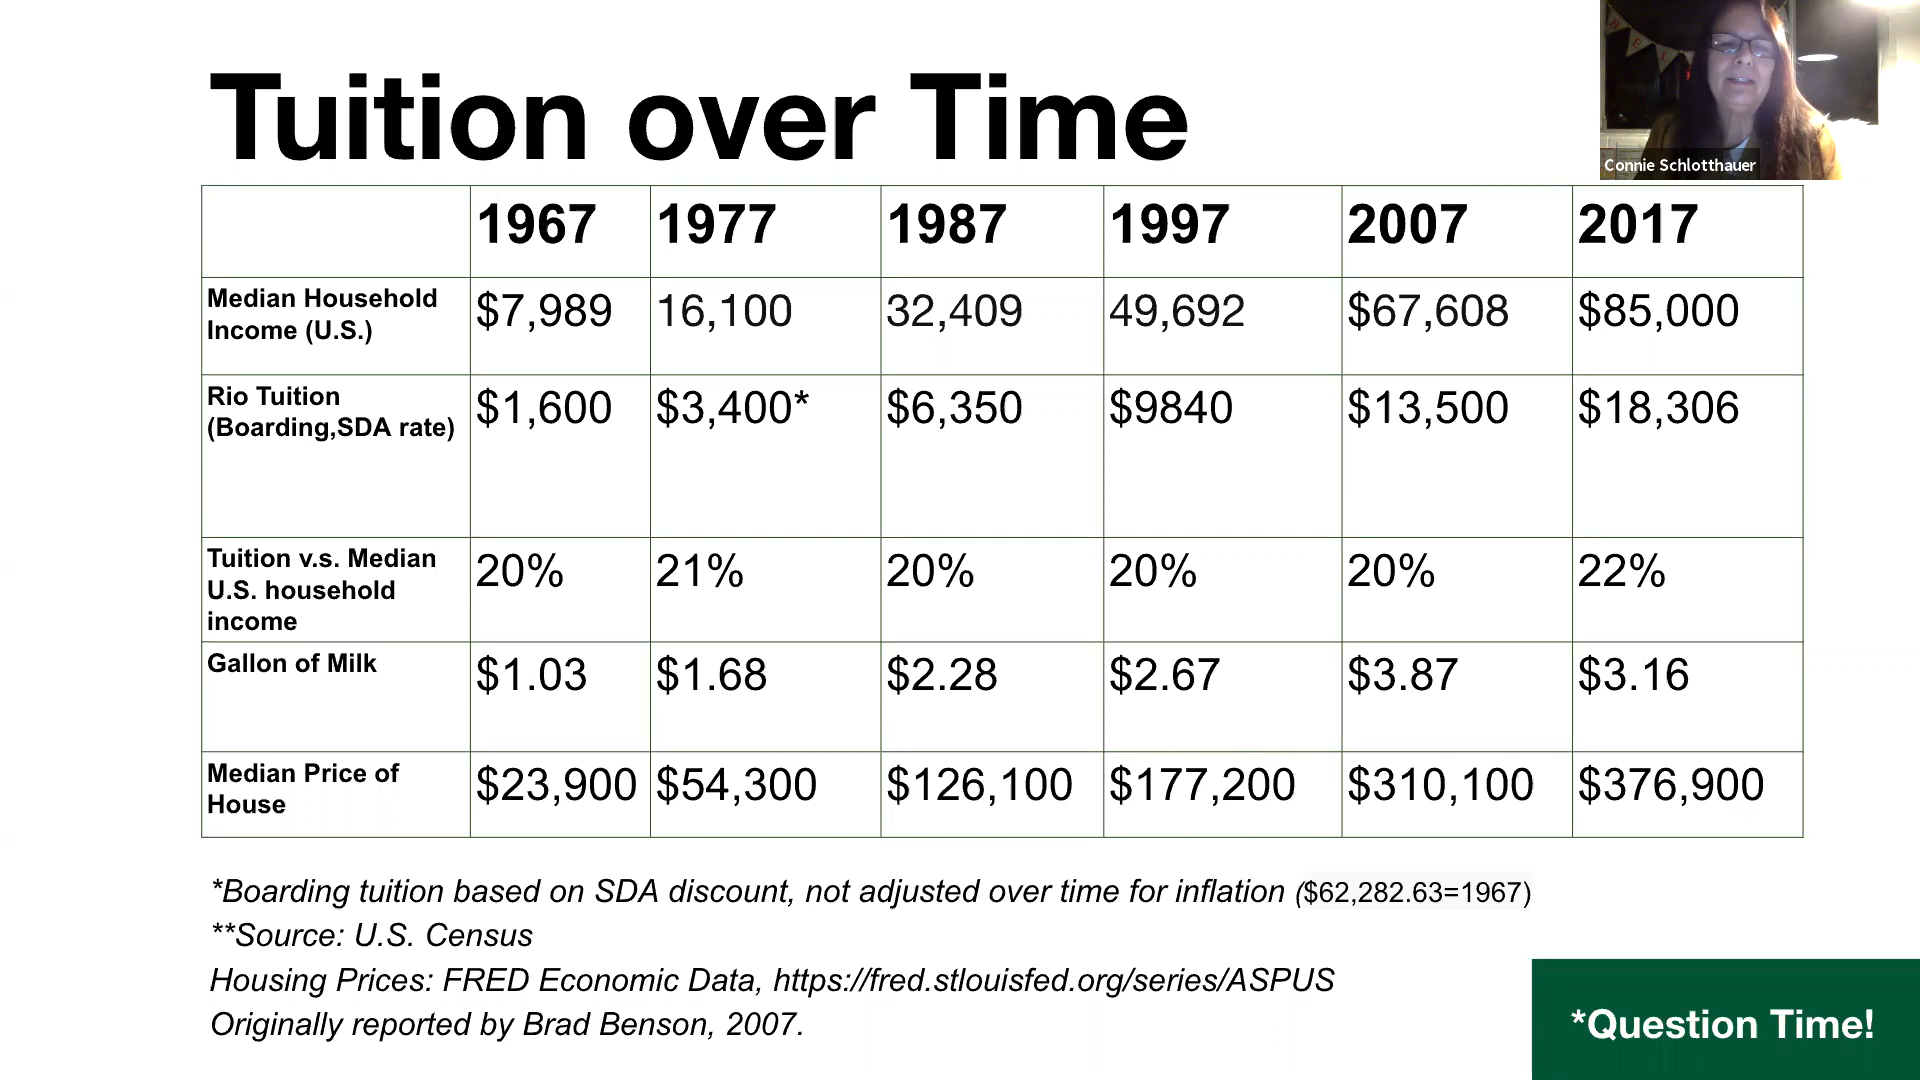 Tuition over Time
Connie Schlotthauer
1967 1977 1987 1997 2007 2017
Median Household
Income (U.S.)
$7,989 16,100 32,409 49,692 $67,608 $85,000
Rio Tuition
(Boarding,SDA rate)
$1,600 $3,400* $6,350 $9840 $13,500 $18,306
Tuition v.s. Median
U.S. household
income
20% 21% 20% 20% 20% 22%
Gallon of Milk
$1.03 $1.68 $2.28 $2.67 $3.87 $3.16
Median Price of
House
$23,900 $54,300 $126,100 $177,200 $310,100 $376,900
*Boarding tuition based on SDA discount, not adjusted over time for inflation ($62,282.63=1967)
**Source: U.S. Census
Housing Prices: FRED Economic Data, https://fred.stlouisfed.org/series/ASPUS
Originally reported by Brad Benson, 2007.
*Question Time!